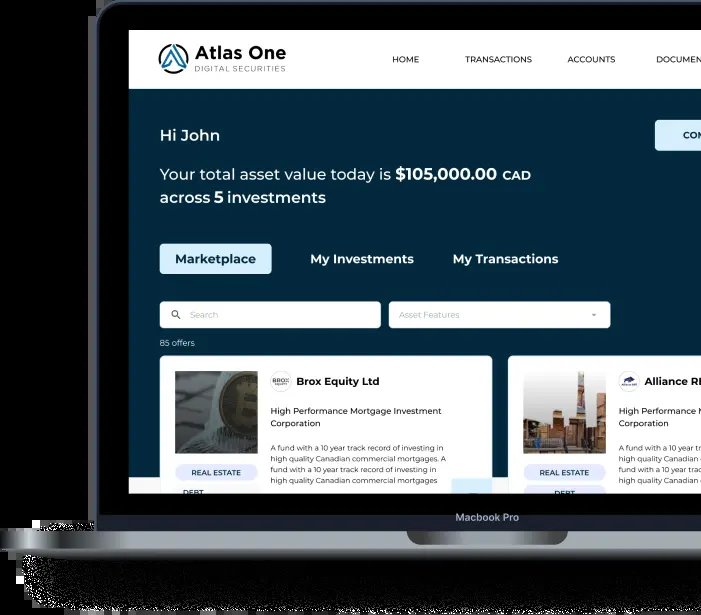 Atlas One
DIGITAL SECURITIES
HOME TRANSACTIONS ACCOUNTS DOCUMEN
Hi John
CON
Your total asset value today is $105,000.00 CAD
across 5 investments
Marketplace My Investments My Transactions
Search Asset Features
85 offers
BROX Brox Equity Ltd
High Performance Mortgage Investment
Corporation
A fund with a 10 year track record of investing in
high quality Canadian commercial mortgages. A
fund with a 10 year track record of investing in
high quality Canadian commercial mortgages
REAL ESTATE
DEBT
Alliance RE
High Performance M
Corporation
A fund with a 10 year track
high quality Canadian c
fund with a 10 year track
high quality Canadian c
REAL ESTATE
DEBT
Macbook Pro